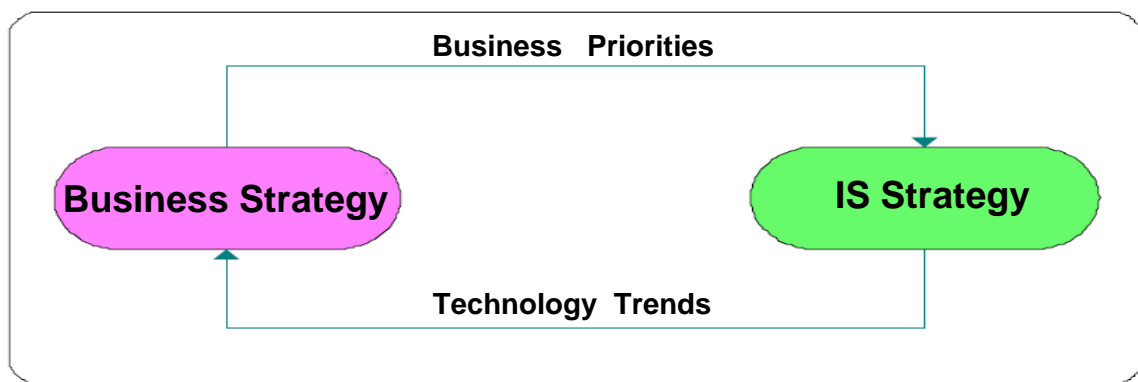 Business Priorities
Business Strategy
IS Strategy
Technology Trends